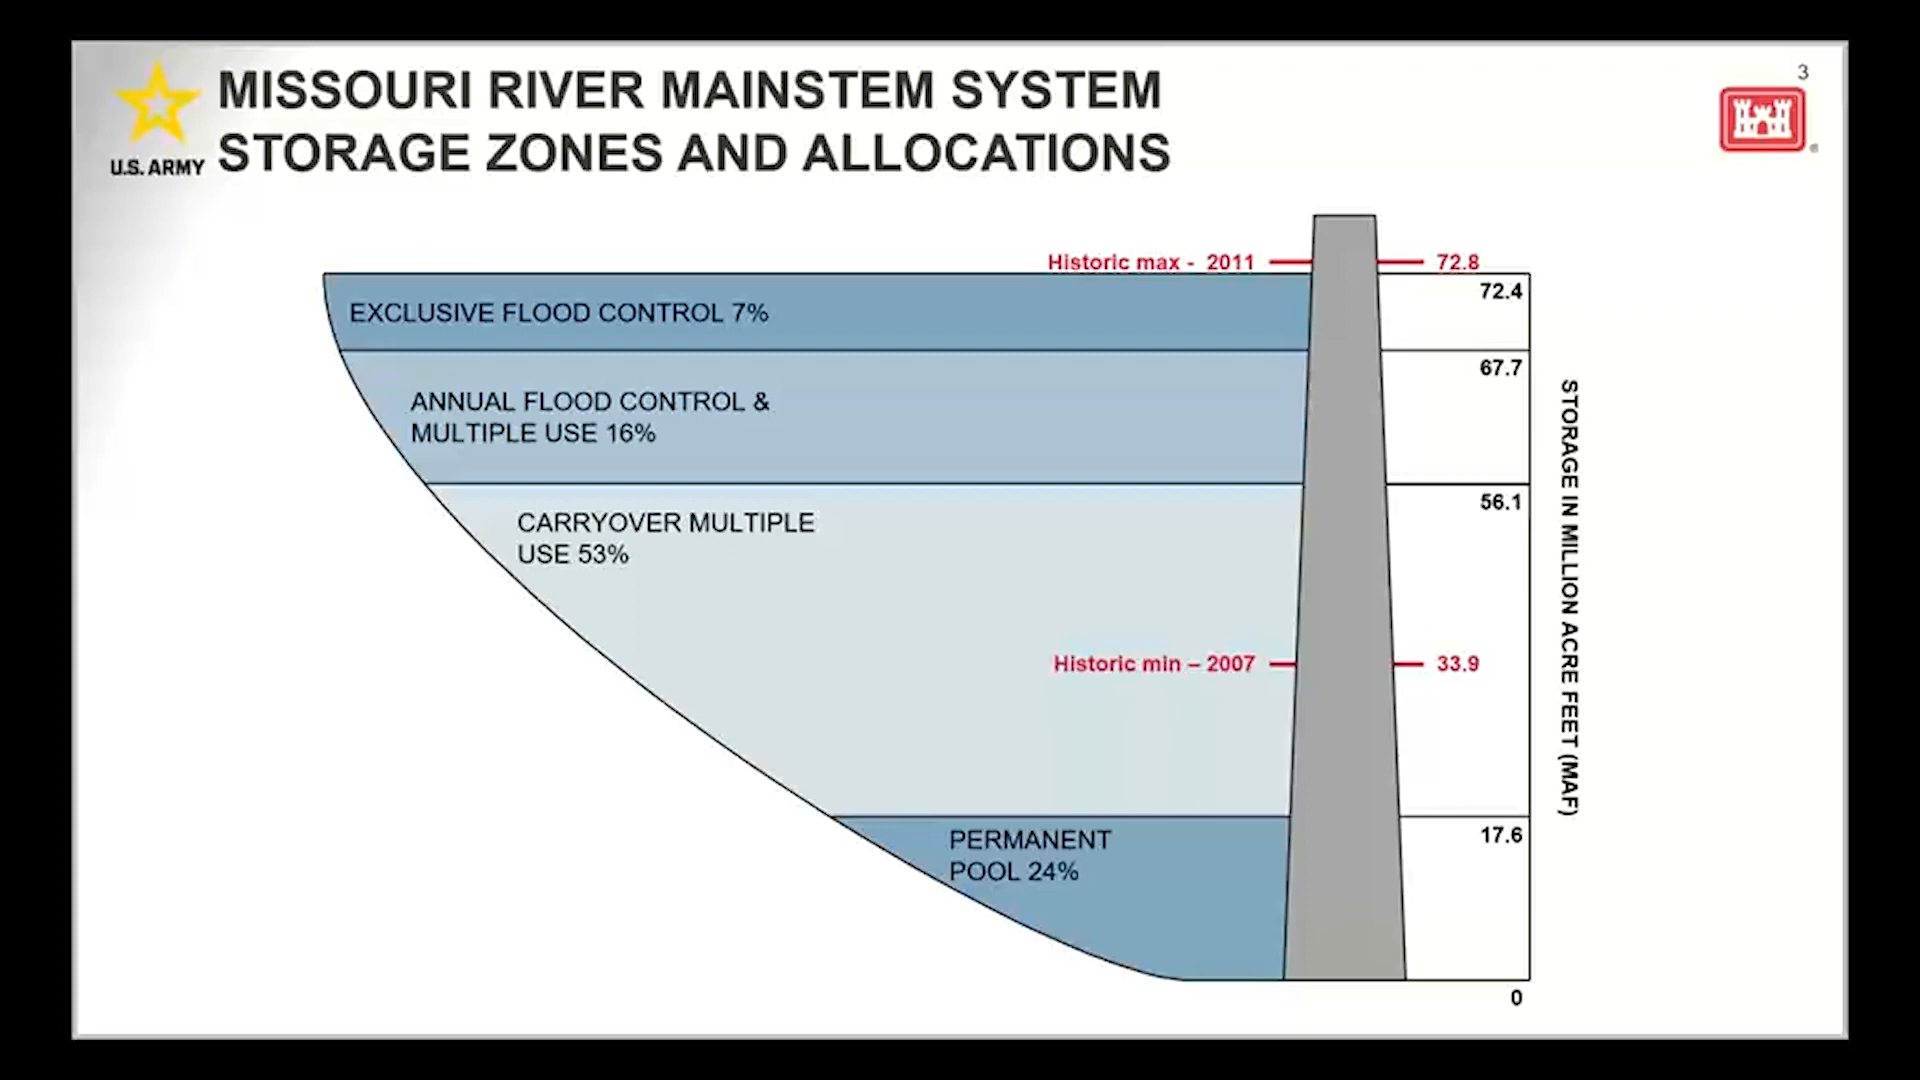 3
MISSOURI RIVER MAINSTEM SYSTEM
STORAGE ZONES AND ALLOCATIONS
U.S. ARMY
®
Historic max - 2011
72.8
72.4
EXCLUSIVE FLOOD CONTROL 7%
67.7
ANNUAL FLOOD CONTROL &
MULTIPLE USE 16%
56.1
CARRYOVER MULTIPLE
USE 53%
Historic min – 2007
33.9
17.6
PERMANENT
POOL 24%
0
STORAGE IN MILLION ACRE FEET (MAF)